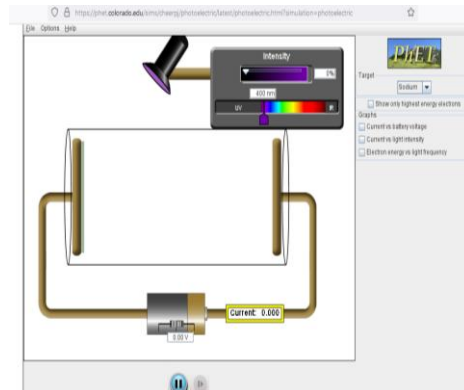 https://phet.colorado.edu/sims/cheerpj/photoelectric/latest/photoelectric.html?simulation=photoelectric
File Options Help
Intensity
0%
400 nm
UV
IR
PhET
Target
Sodium
Show only highest energy electrons
Graphs
Current vs battery voltage
Current vs light intensity
Electron energy vs light frequency
Current: 0.000
0.00 V